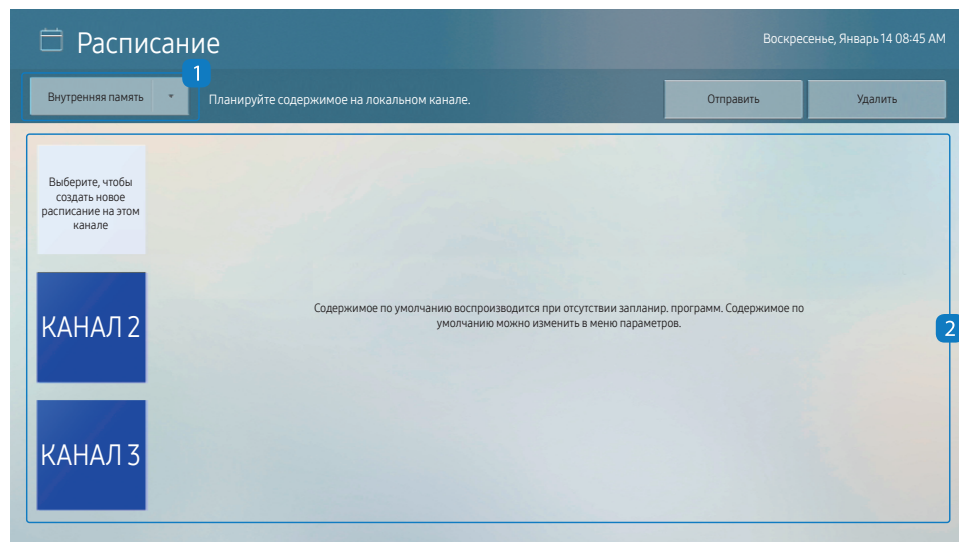 Расписание
Воскресенье, Январь 14 08:45 AM
1
Внутренняя память
Планируйте содержимое на локальном канале.
Отправить
Удалить
Выберите, чтобы
создать новое
расписание на этом
канале
КАНАЛ 2
КАНАЛ 3
Содержимое по умолчанию воспроизводится при отсутствии запланир. программ. Содержимое по
умолчанию можно изменить в меню параметров.
2